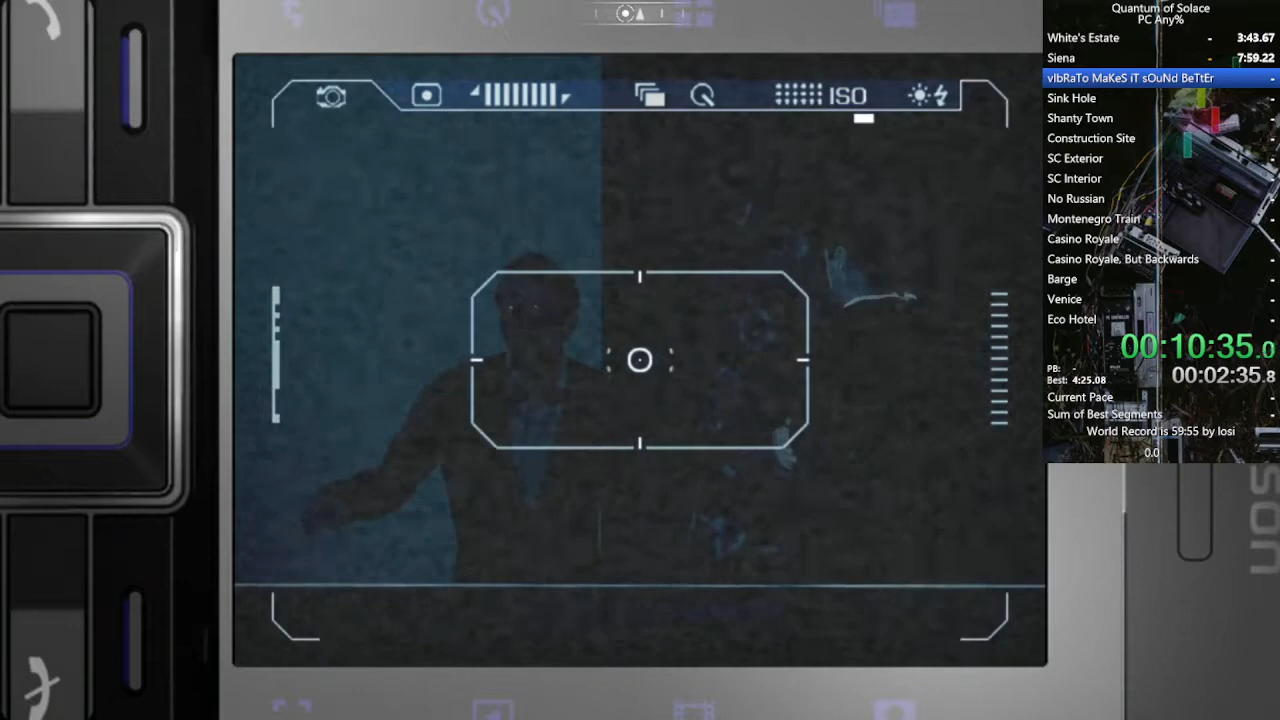 Quantum of Solace
PC Any%
White's Estate - 3:43.67
Siena - 7:59.22
vIbRaTo MaKeS iT sOuNd BeTtEr -
Sink Hole -
Shanty Town -
Construction Site -
SC Exterior -
SC Interior -
No Russian -
Montenegro Train -
Casino Royale -
Casino Royale, But Backwards -
Barge -
Venice -
Eco Hotel -
00:10:35.0
PB: -
Best: 4:25.08
00:02:35.8
Current Pace -
Sum of Best Segments -
World Record is 59:55 by losi
0.0
ISO
son